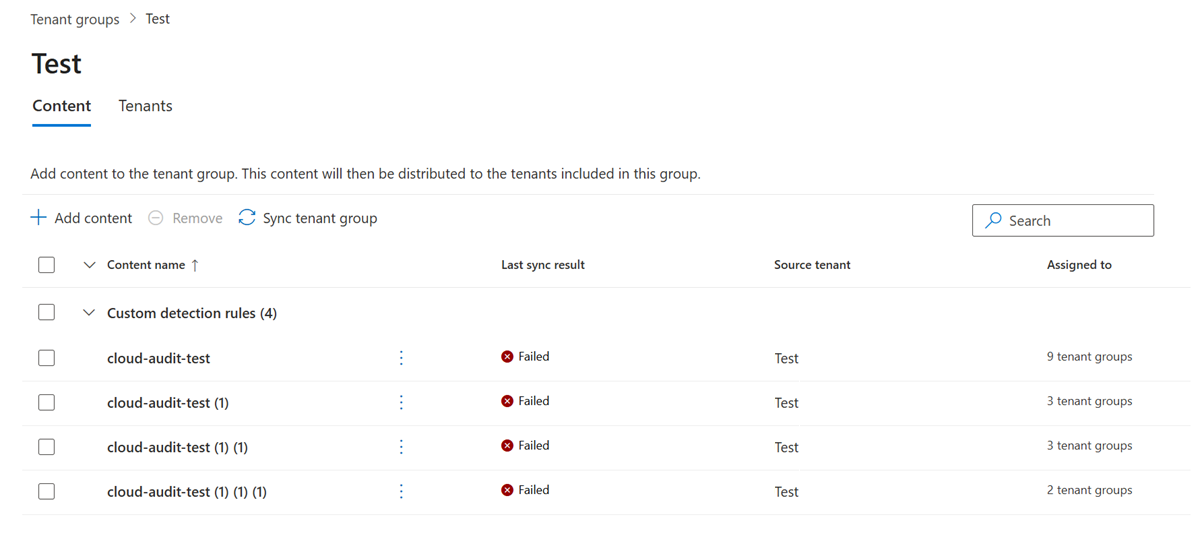 Tenant groups > Test
Test
Content Tenants
Add content to the tenant group. This content will then be distributed to the tenants included in this group.
Add content Remove Sync tenant group Search
Content name ↑ Last sync result Source tenant Assigned to
Custom detection rules (4)
cloud-audit-test Failed Test 9 tenant groups
cloud-audit-test (1) Failed Test 3 tenant groups
cloud-audit-test (1) (1) Failed Test 3 tenant groups
cloud-audit-test (1) (1) (1) Failed Test 2 tenant groups